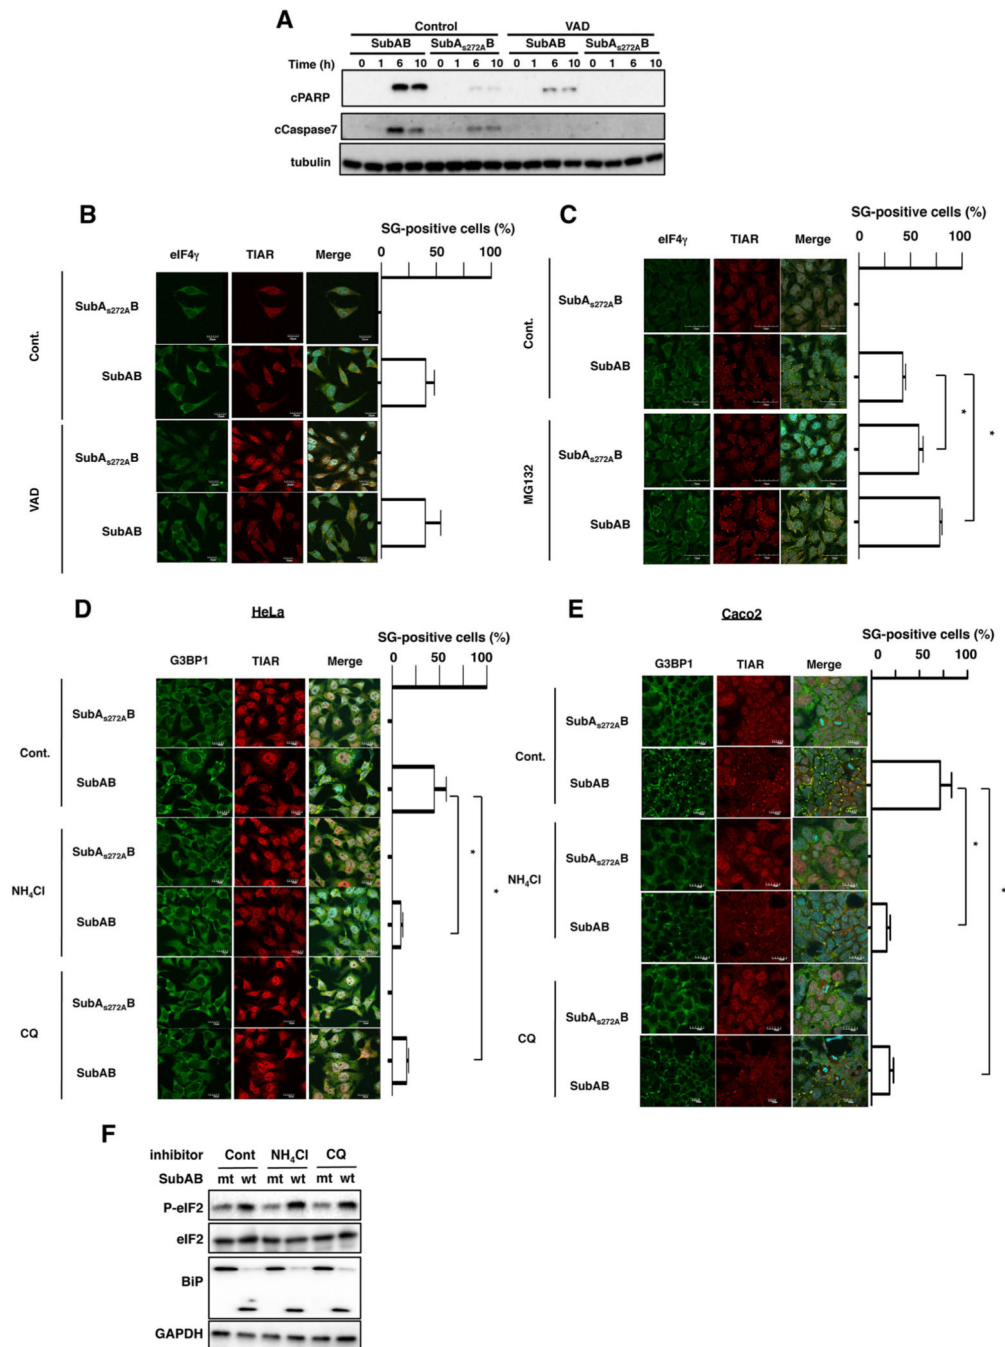 A
Control VAD
SubAB SubAs272AB SubAB SubAs272AB
Time (h) 0 1 6 10 0 1 6 10 0 1 6 10 0 1 6 10
cPARP
cCaspase7
tubulin
B
SG-positive cells (%)
eIF4γ TIAR Merge 0 50 100
Cont.
SubAs272AB
SubAB
VAD
SubAs272AB
SubAB
C
SG-positive cells (%)
eIF4γ TIAR Merge 0 50 100
Cont.
SubAs272AB
SubAB
*
*
MG132
SubAs272AB
SubAB
D
HeLa
SG-positive cells (%)
G3BP1 TIAR Merge 0 50 100
Cont.
SubAs272AB
SubAB
*
*
NH4Cl
SubAs272AB
SubAB
CQ
SubAs272AB
SubAB
E
Caco2
SG-positive cells (%)
G3BP1 TIAR Merge 0 50 100
Cont.
SubAs272AB
SubAB
*
*
NH4Cl
SubAs272AB
SubAB
CQ
SubAs272AB
SubAB
F
inhibitor Cont NH4Cl CQ
SubAB mt wt mt wt mt wt
P-eIF2
eIF2
BiP
GAPDH